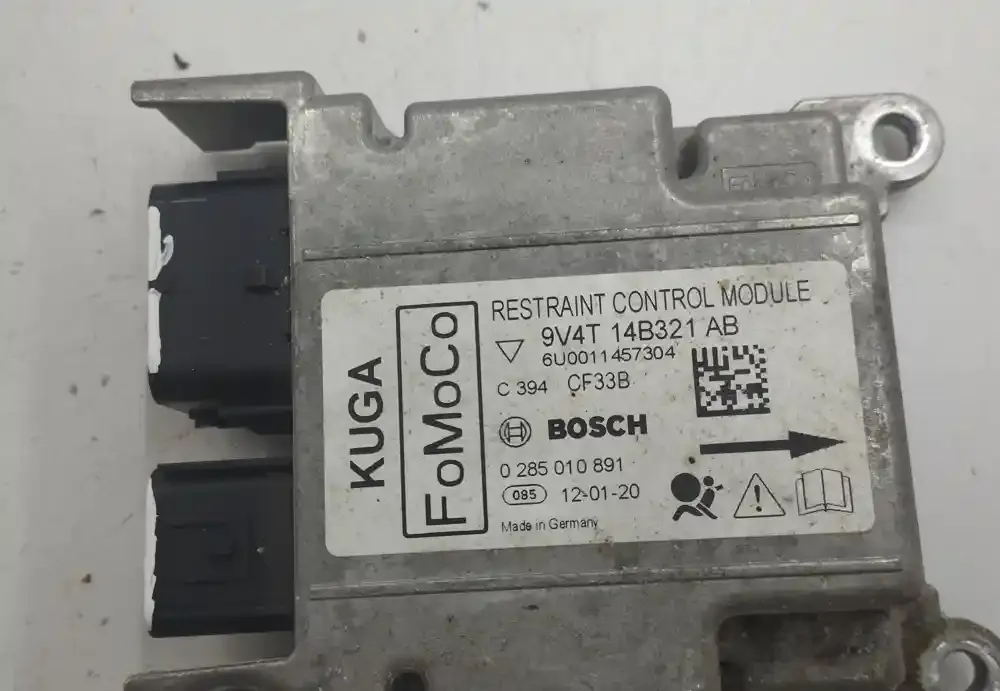 KUGA
FoMoCo
RESTRAINT CONTROL MODULE
9V4T 14B321 AB
6U0011457304
C 394 CF33B
BOSCH
0 285 010 891
085 12-01-20
Made in Germany